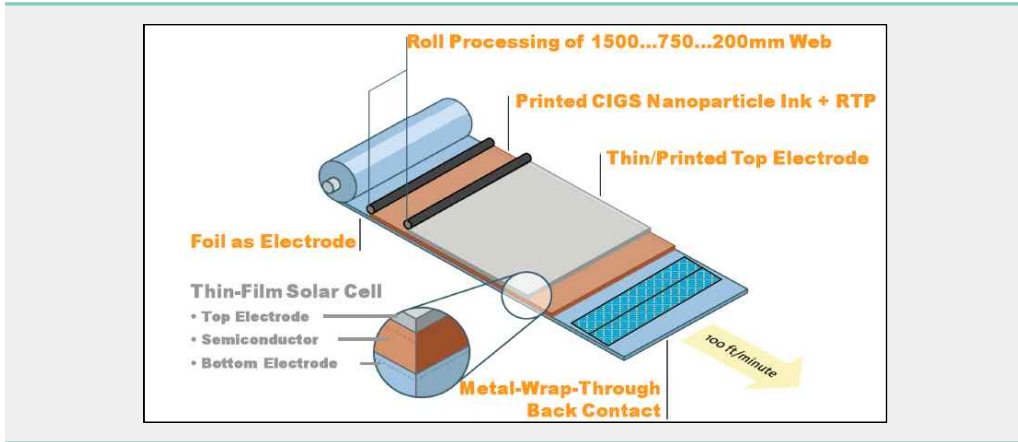 Roll Processing of 1500...750...200mm Web
Printed CIGS Nanoparticle Ink + RTP
Thin/Printed Top Electrode
Foil as Electrode
Thin-Film Solar Cell
• Top Electrode
• Semiconductor
• Bottom Electrode
100 ft/minute
Metal-Wrap-Through
Back Contact